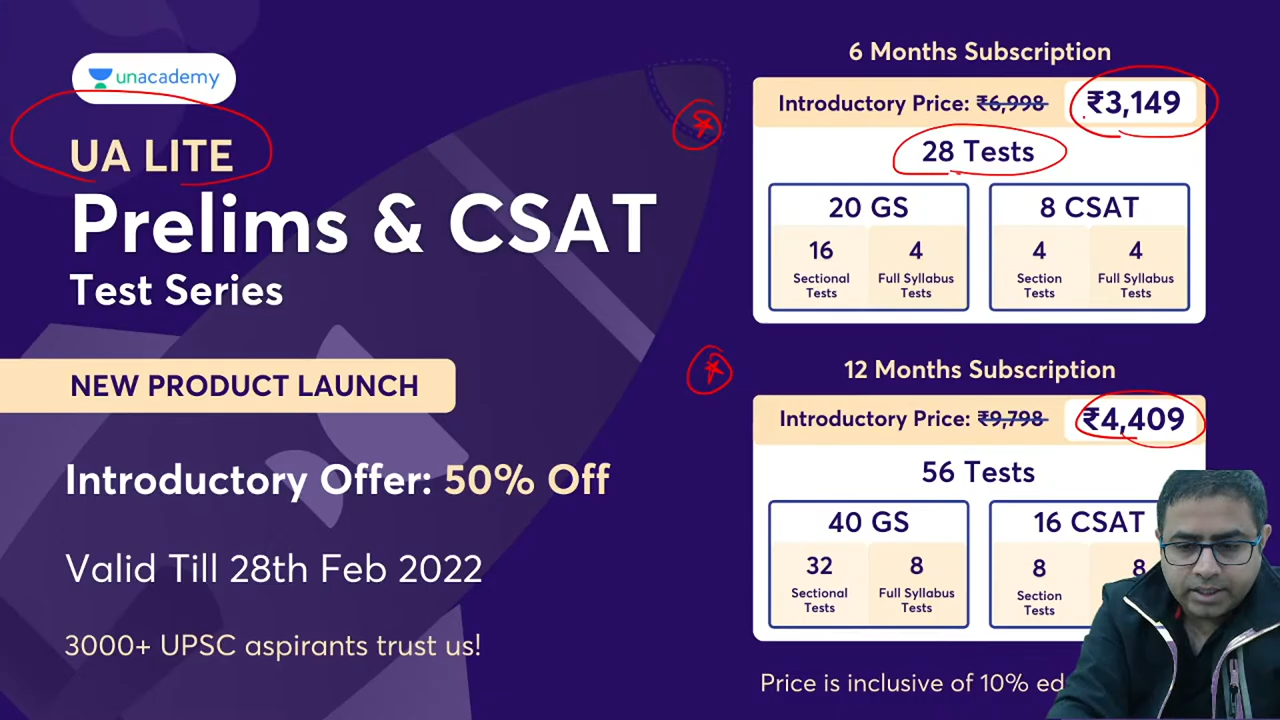 unacademy
UA LITE
Prelims & CSAT
Test Series
NEW PRODUCT LAUNCH
Introductory Offer: 50% Off
Valid Till 28th Feb 2022
3000+ UPSC aspirants trust us!
6 Months Subscription
Introductory Price: ₹6,998 ₹3,149
28 Tests
20 GS 8 CSAT
16 4 4 4
Sectional Full Syllabus Section Full Syllabus
Tests Tests Tests Tests
12 Months Subscription
Introductory Price: ₹9,798 ₹4,409
56 Tests
40 GS 16 CSAT
32 8 8 8
Sectional Full Syllabus Section
Tests Tests Tests
Price is inclusive of 10%